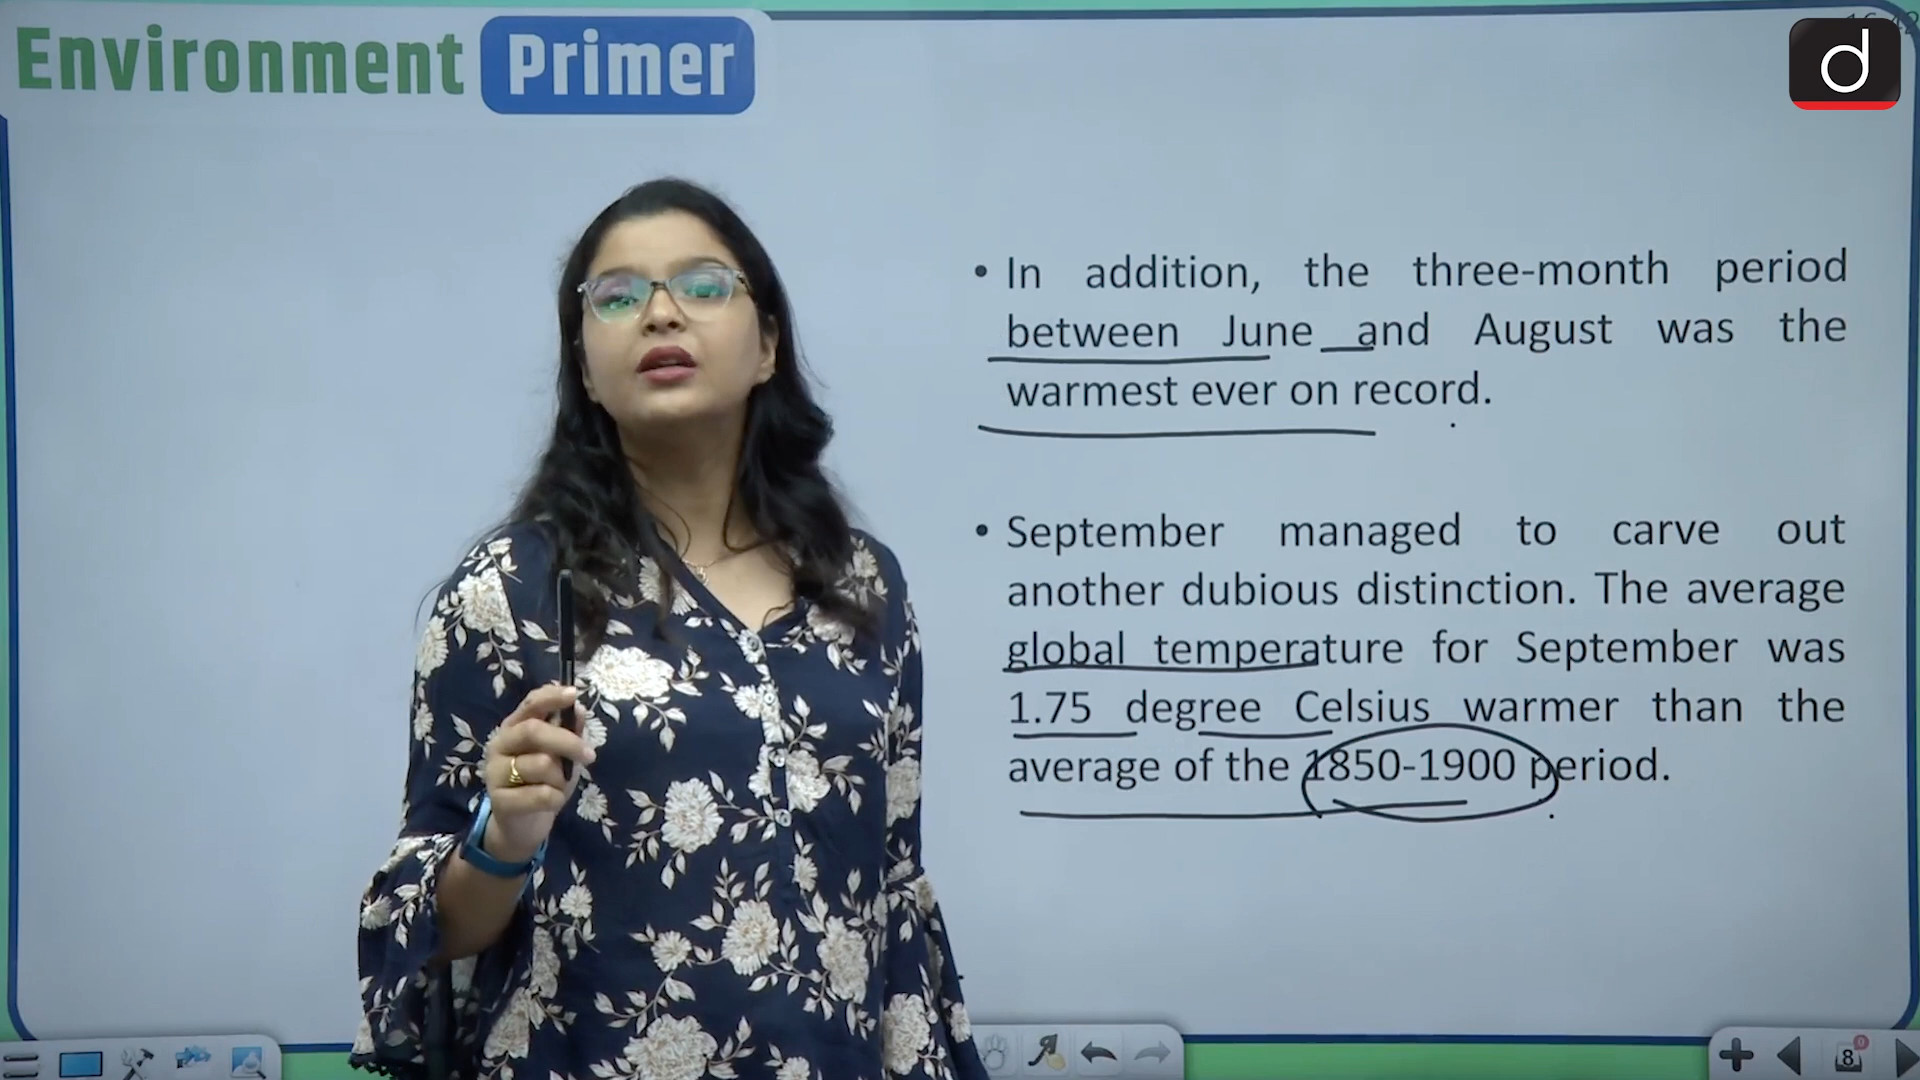 Environment Primer
d
• In addition, the three-month period
between June and August was the
warmest ever on record.
• September managed to carve out
another dubious distinction. The average
global temperature for September was
1.75 degree Celsius warmer than the
average of the 1850-1900 period.
8
0